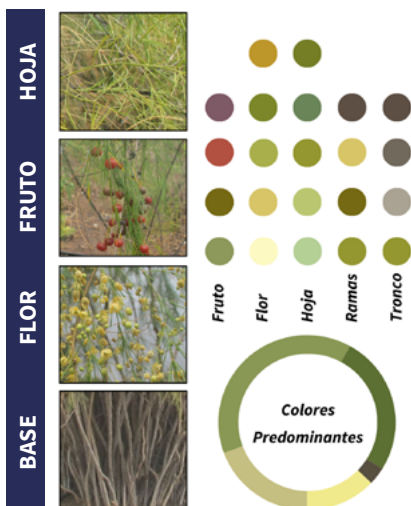 HOJA
FRUTO
FLOR
BASE
Fruto
Flor
Hoja
Ramas
Tronco
Colores
Predominantes